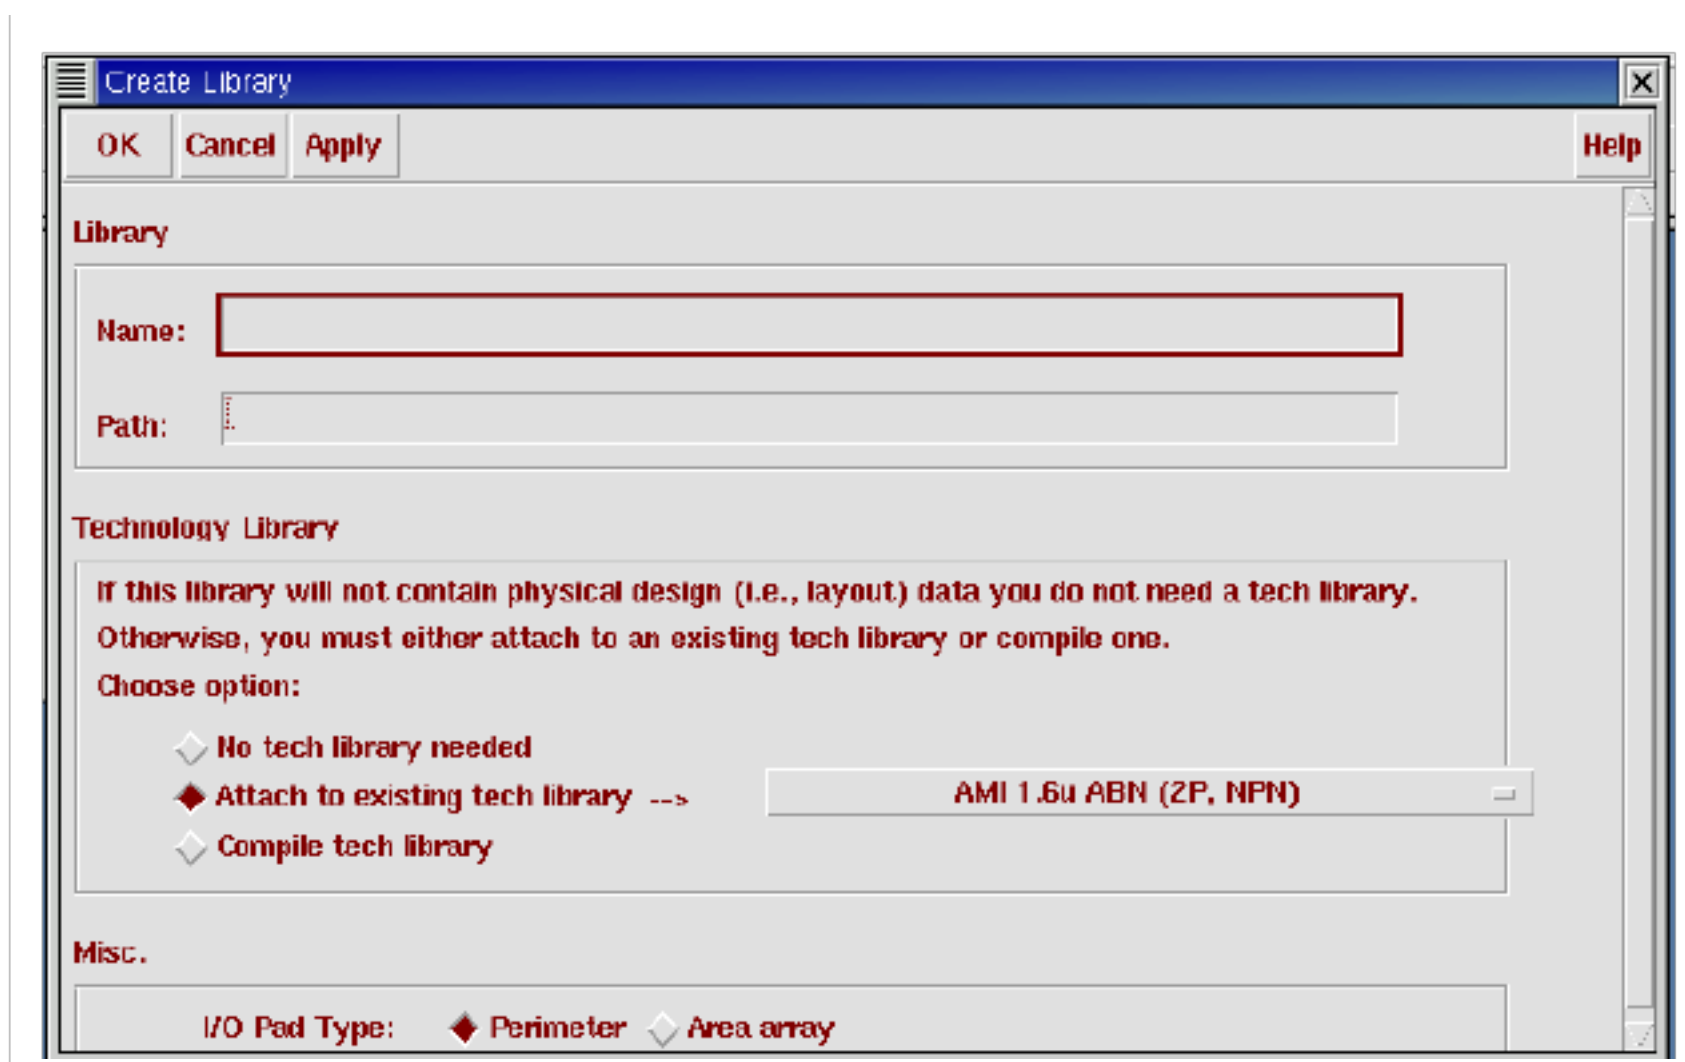 Create Library
OK Cancel Apply Help
Library
Name:
Path:
Technology Library
If this library will not contain physical design (i.e., layout) data you do not need a tech library.
Otherwise, you must either attach to an existing tech library or compile one.
Choose option:
No tech library needed
Attach to existing tech library --> AMI 1.6u ABN (2P, NPN)
Compile tech library
Misc.
I/O Pad Type: Perimeter Area array